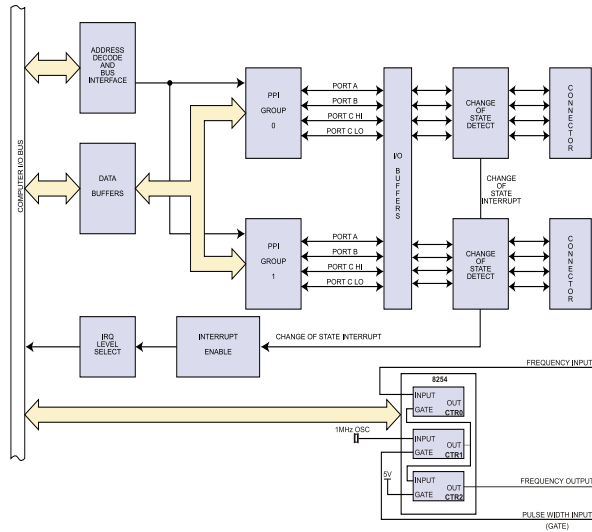 COMPUTER I/O BUS
ADDRESS
DECODE
AND
BUS
INTERFACE
DATA
BUFFERS
PPI
GROUP
0
PORT A
PORT B
PORT C HI
PORT C LO
I/O
BUFFERS
CHANGE
OF
STATE
DETECT
CONNECTOR
CHANGE
OF
STATE
INTERRUPT
PPI
GROUP
1
PORT A
PORT B
PORT C HI
PORT C LO
CHANGE
OF
STATE
DETECT
CONNECTOR
IRQ
LEVEL
SELECT
INTERRUPT
ENABLE
CHANGE OF STATE INTERRUPT
FREQUENCY INPUT
8254
INPUT
OUT
GATE
CTR0
1MHz OSC
INPUT
OUT
GATE
CTR1
5V
INPUT
OUT
GATE
CTR2
FREQUENCY OUTPUT
PULSE WIDTH INPUT
(GATE)